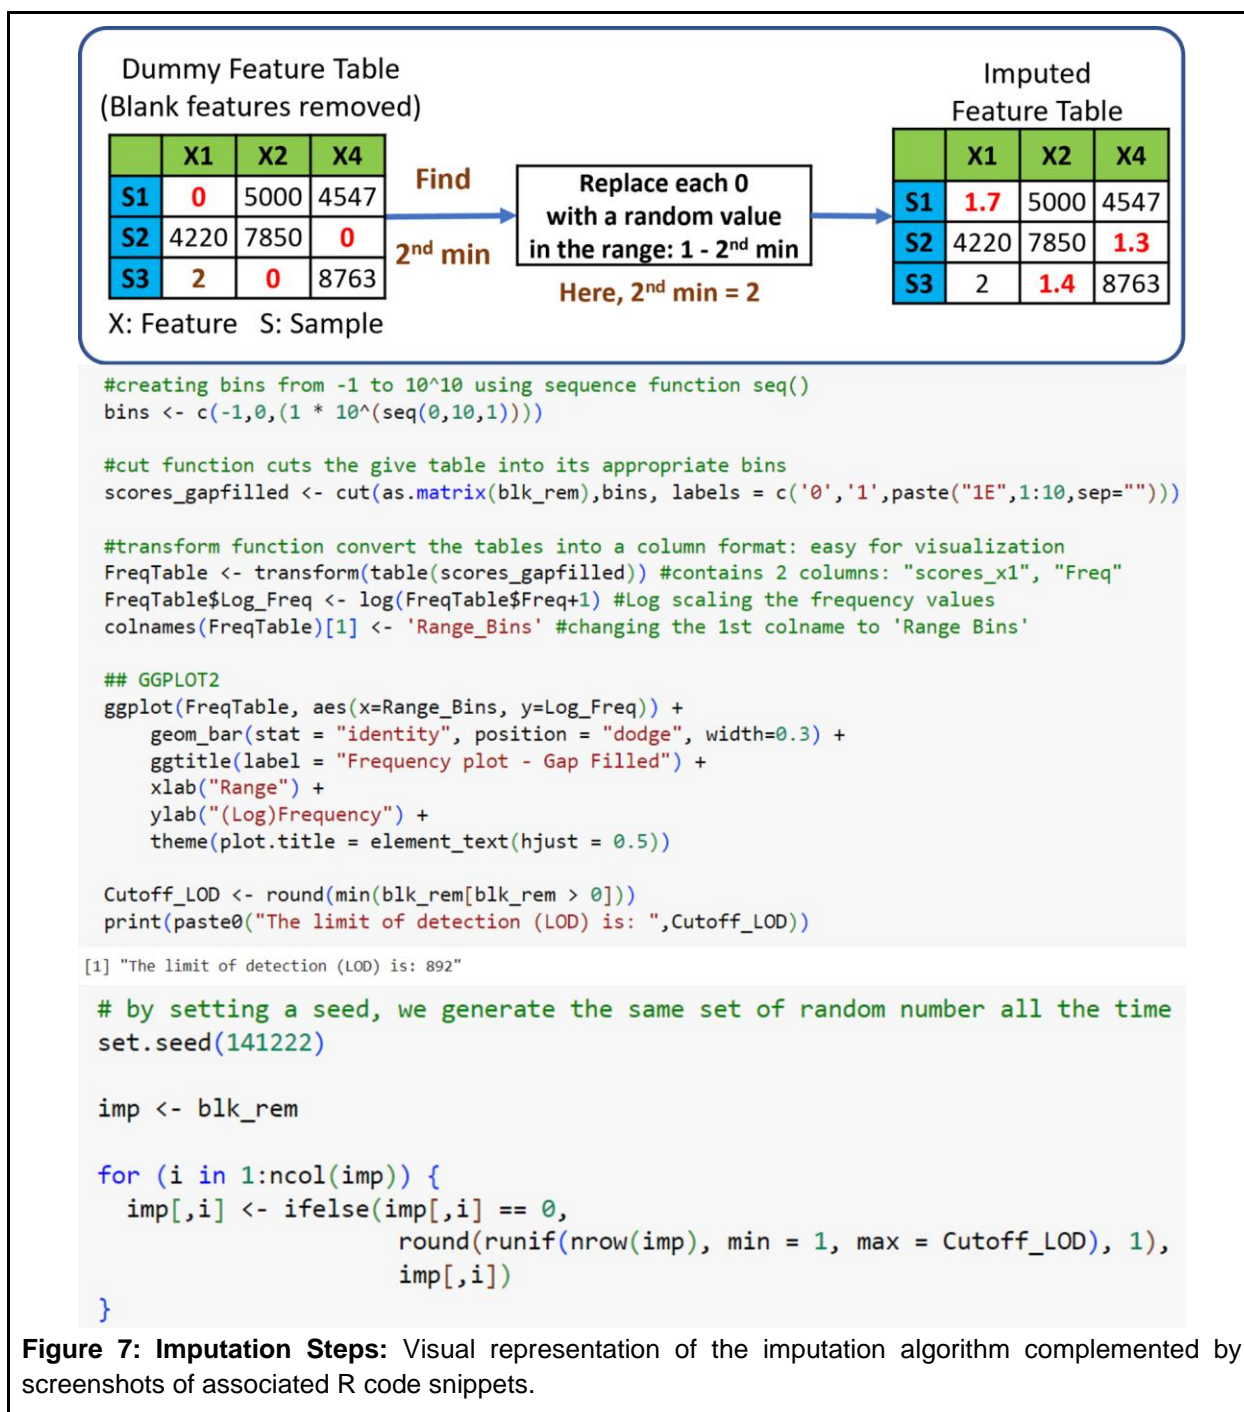 Dummy Feature Table
(Blank features removed)
X1 X2 X4
S1 0 5000 4547
S2 4220 7850 0
S3 2 0 8763
X: Feature S: Sample
Find
2nd min
Replace each 0
with a random value
in the range: 1 - 2nd min
Here, 2nd min = 2
Imputed
Feature Table
X1 X2 X4
S1 1.7 5000 4547
S2 4220 7850 1.3
S3 2 1.4 8763
#creating bins from -1 to 10^10 using sequence function seq()
bins <- c(-1,0,(1 * 10^(seq(0,10,1))))
#cut function cuts the give table into its appropriate bins
scores_gapfilled <- cut(as.matrix(blk_rem),bins, labels = c('0','1',paste("1E",1:10,sep="")))
#transform function convert the tables into a column format: easy for visualization
FreqTable <- transform(table(scores_gapfilled)) #contains 2 columns: "scores_x1", "Freq"
FreqTable$Log_Freq <- log(FreqTable$Freq+1) #Log scaling the frequency values
colnames(FreqTable)[1] <- 'Range_Bins' #changing the 1st colname to 'Range Bins'
## GGPLOT2
ggplot(FreqTable, aes(x=Range_Bins, y=Log_Freq)) +
geom_bar(stat = "identity", position = "dodge", width=0.3) +
ggtitle(label = "Frequency plot - Gap Filled") +
xlab("Range") +
ylab("(Log)Frequency") +
theme(plot.title = element_text(hjust = 0.5))
Cutoff_LOD <- round(min(blk_rem[blk_rem > 0]))
print(paste0("The limit of detection (LOD) is: ",Cutoff_LOD))
[1] "The limit of detection (LOD) is: 892"
# by setting a seed, we generate the same set of random number all the time
set.seed(141222)
imp <- blk_rem
for (i in 1:ncol(imp)) {
imp[,i] <- ifelse(imp[,i] == 0,
round(runif(nrow(imp), min = 1, max = Cutoff_LOD), 1),
imp[,i])
}
Figure 7: Imputation Steps: Visual representation of the imputation algorithm complemented by
screenshots of associated R code snippets.